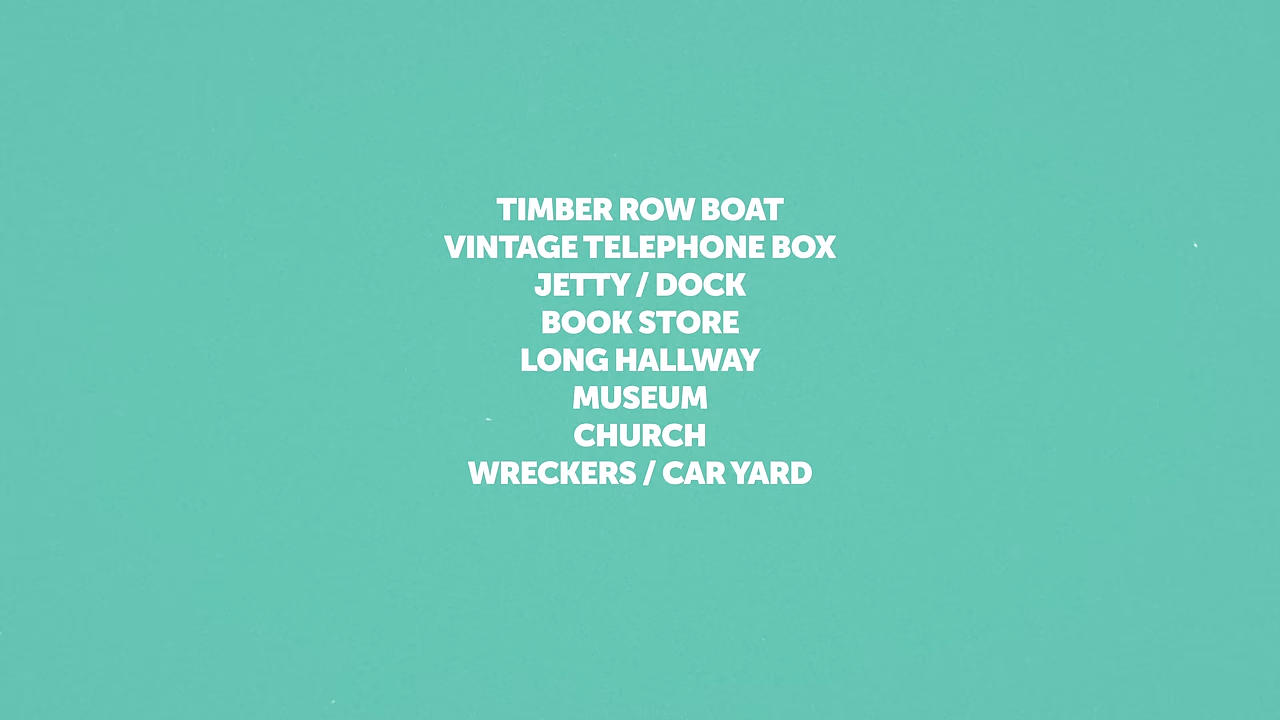 TIMBER ROW BOAT
VINTAGE TELEPHONE BOX
JETTY / DOCK
BOOK STORE
LONG HALLWAY
MUSEUM
CHURCH
WRECKERS / CAR YARD